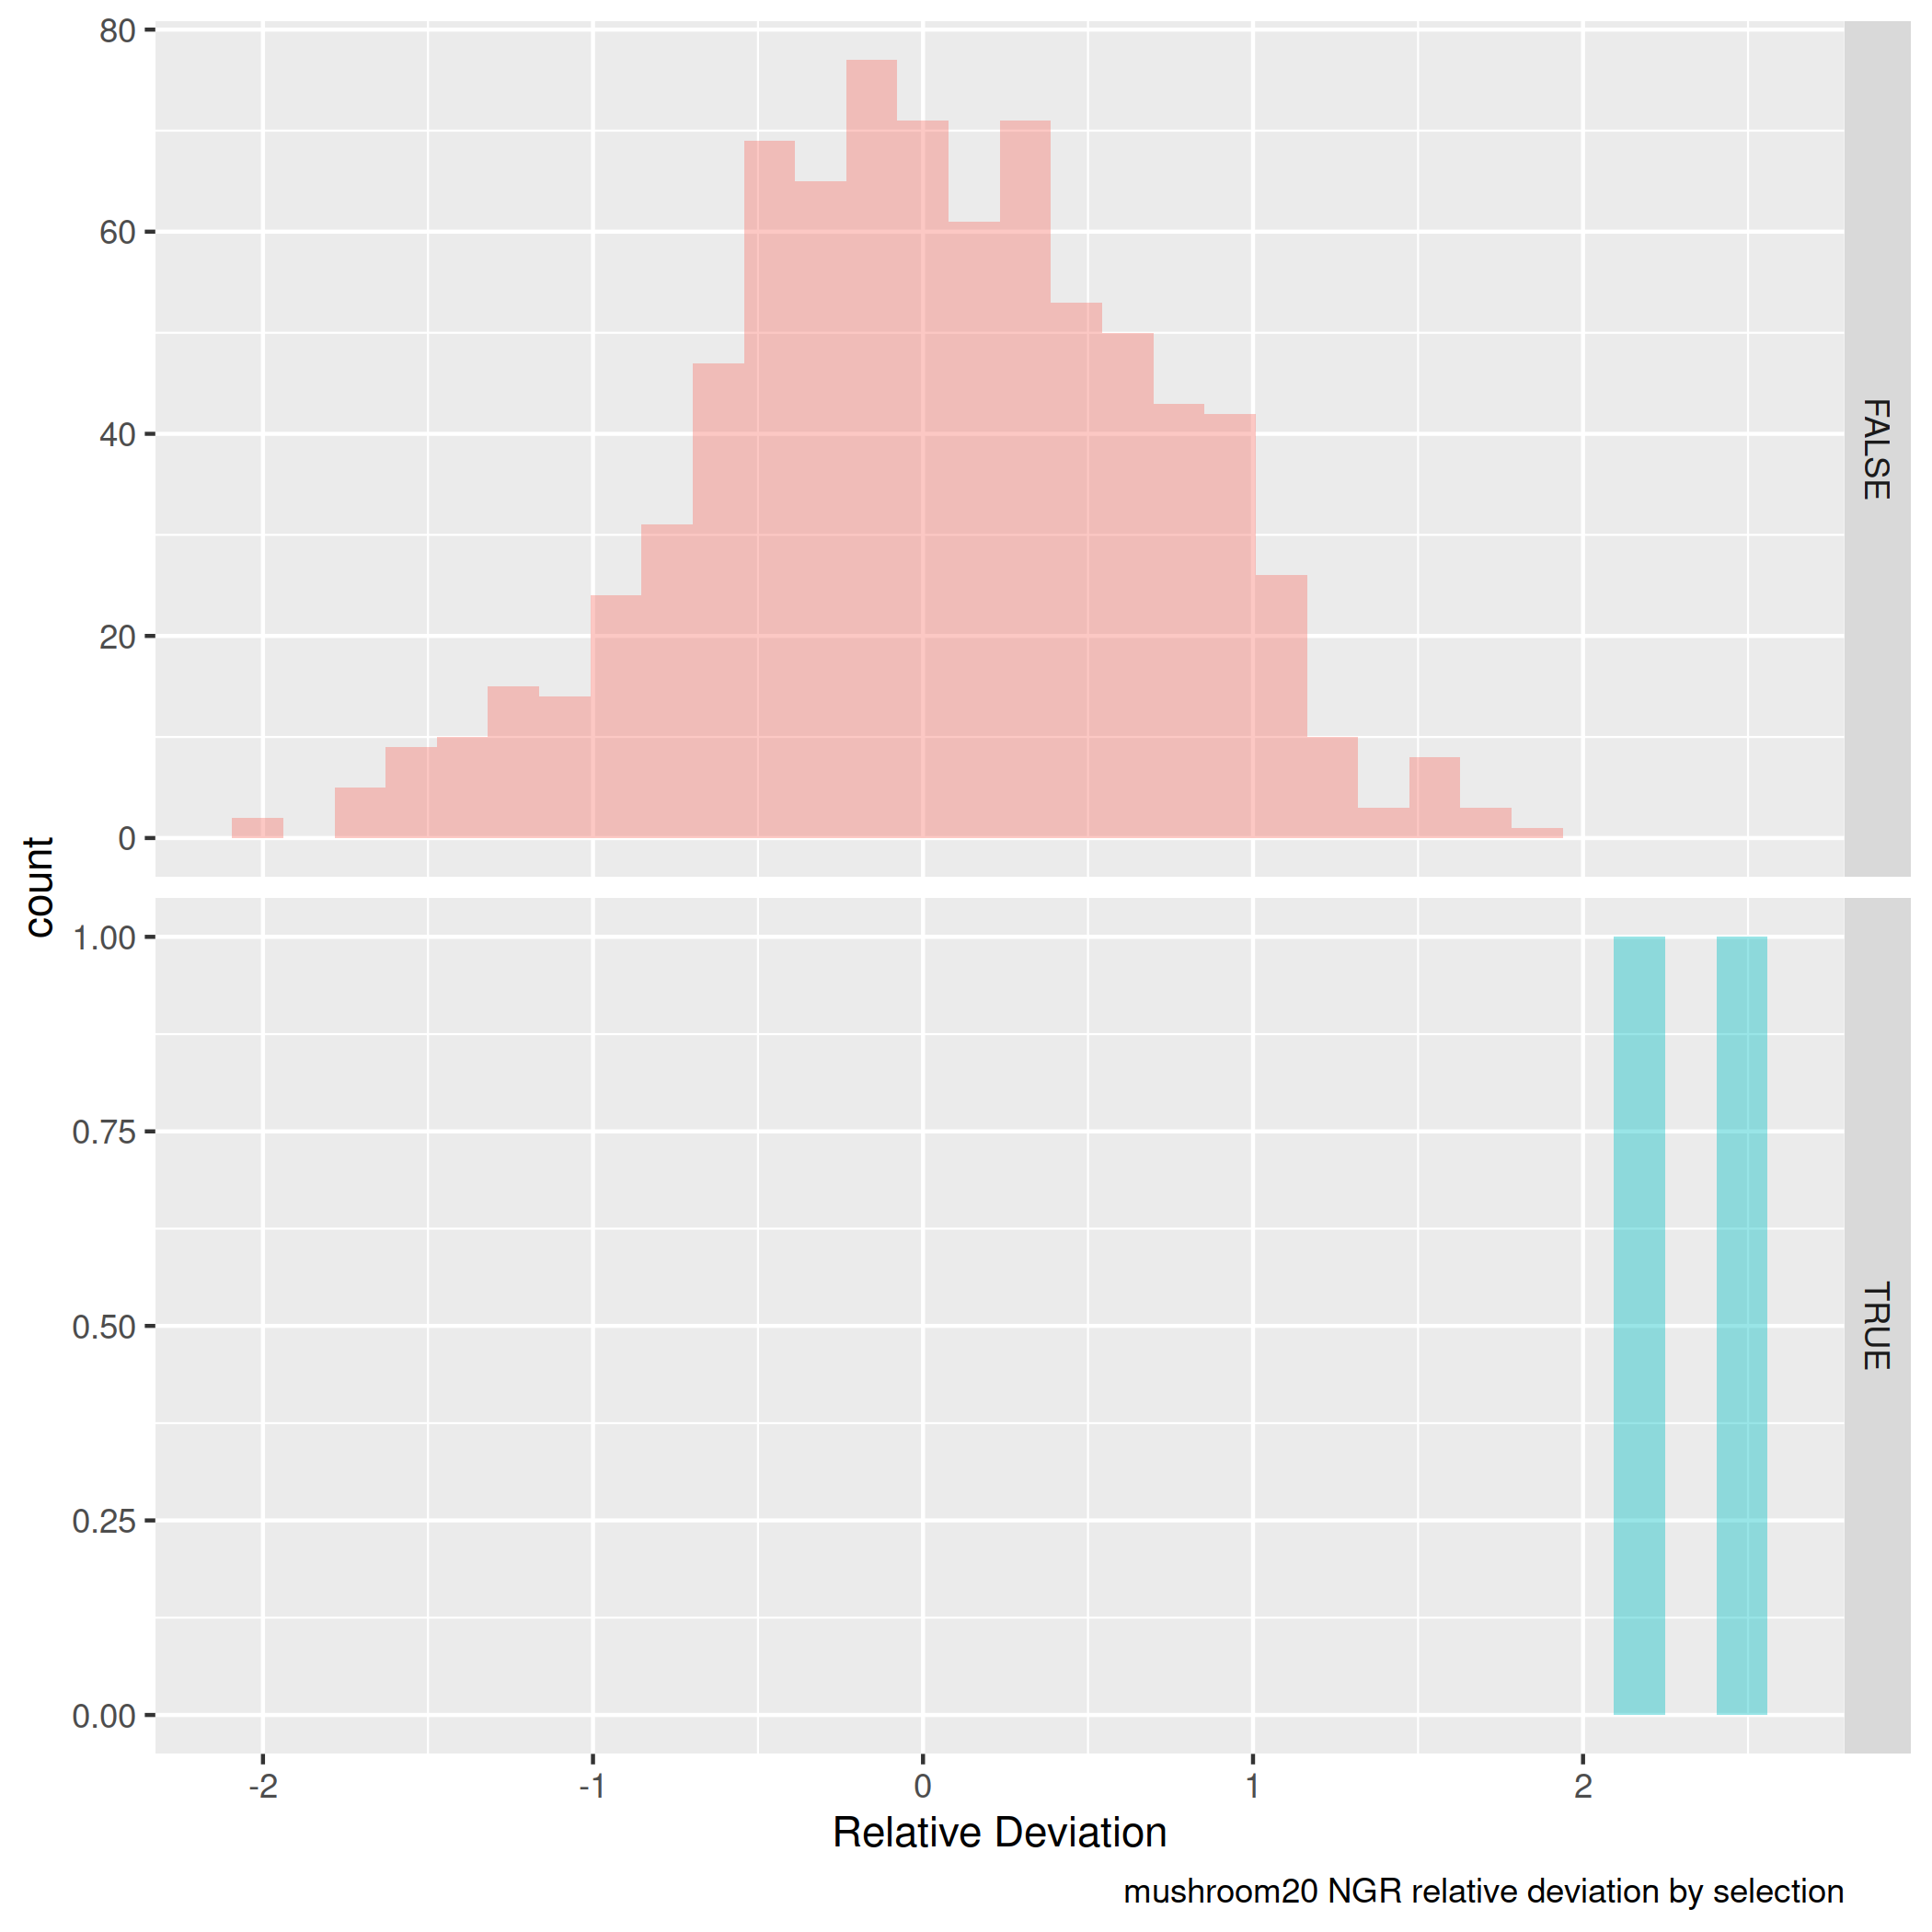 80
60
40
20
0
FALSE
count
1.00
0.75
0.50
0.25
0.00
TRUE
-2 -1 0 1 2
Relative Deviation
mushroom20 NGR relative deviation by selection